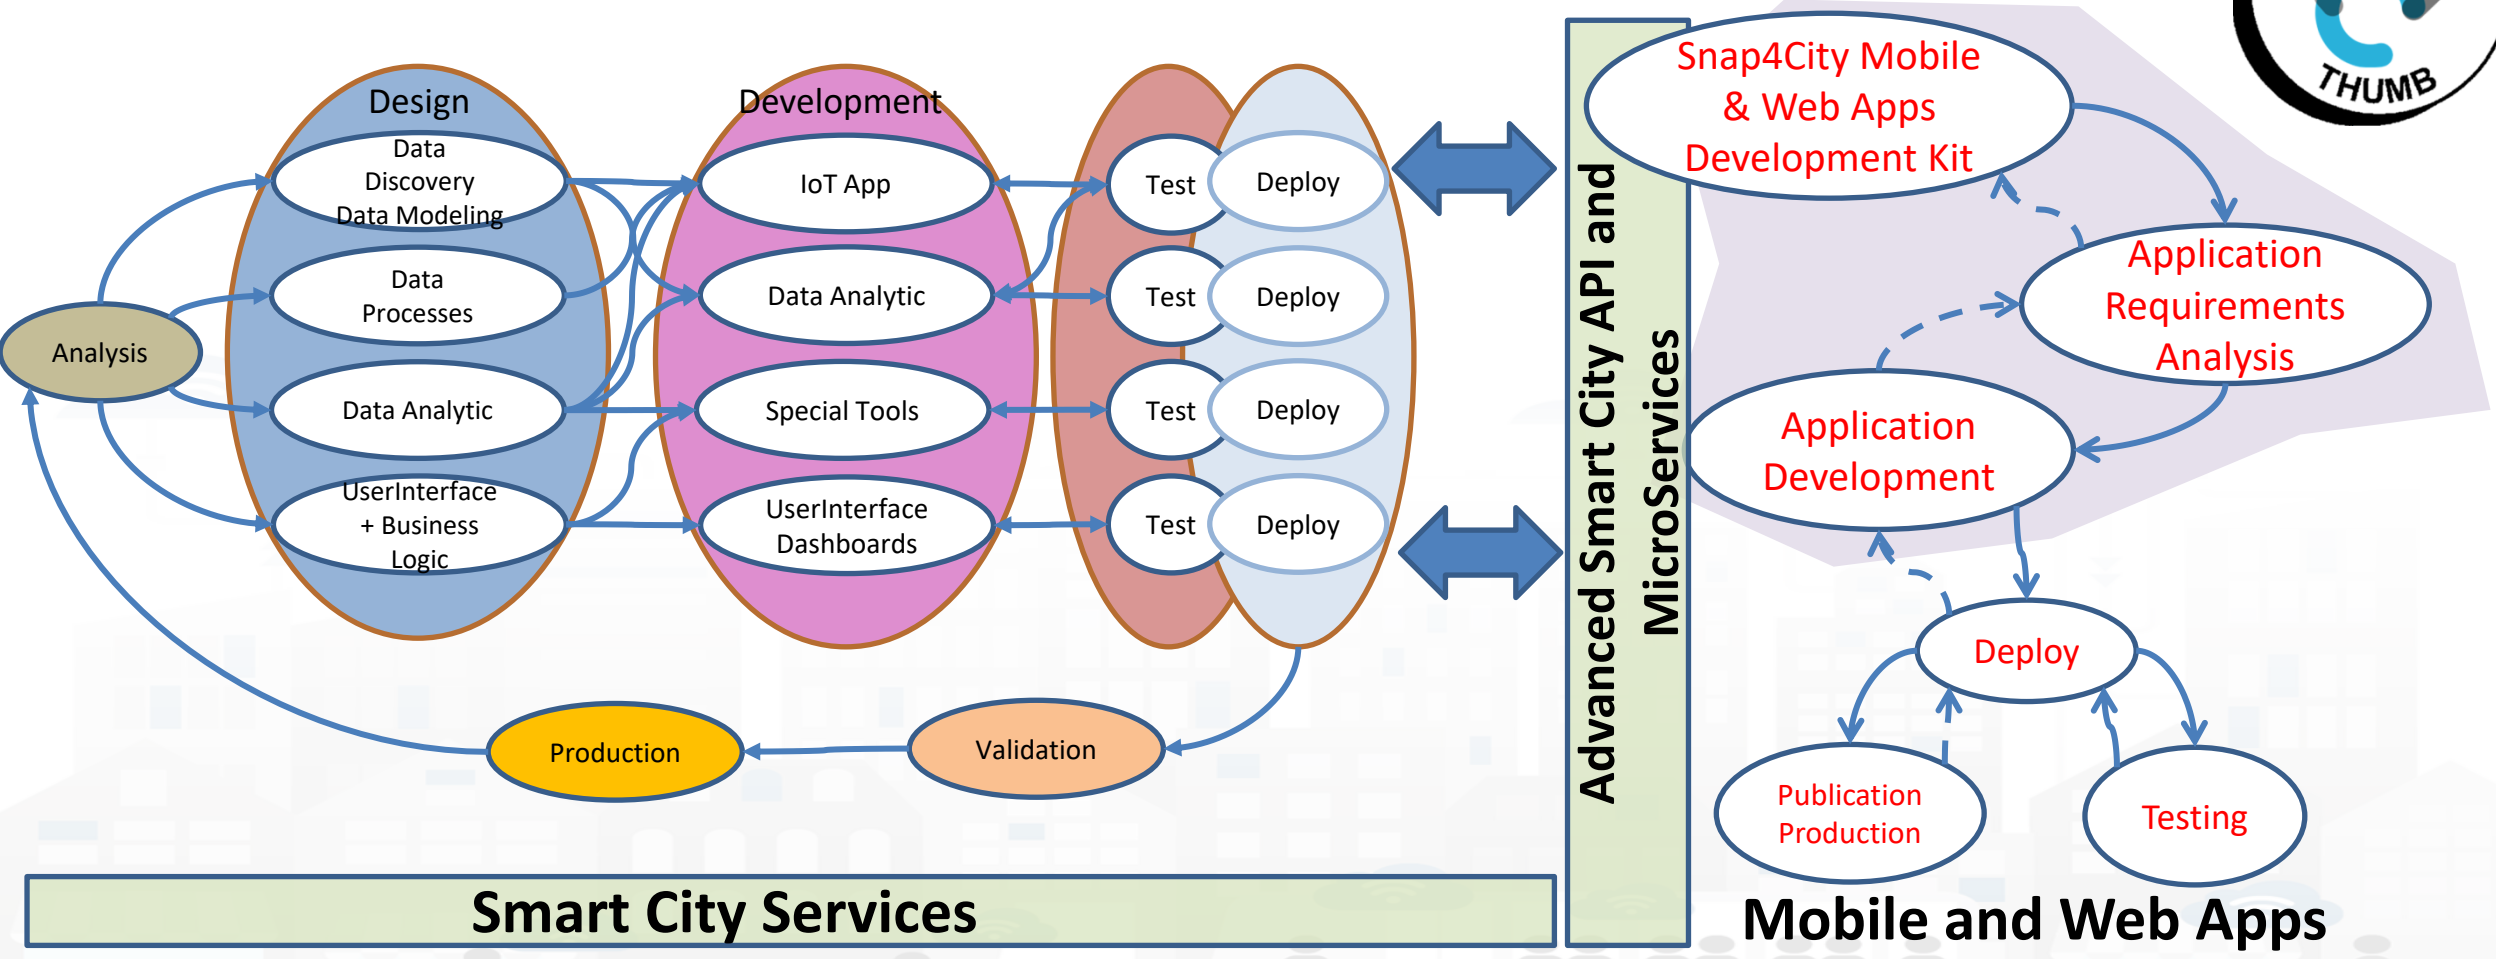 Design
Data
Discovery
Data Modeling
Data
Processes
Data Analytic
UserInterface
+ Business
Logic
Analysis
Development
IoT App
Data Analytic
Special Tools
UserInterface
Dashboards
Test
Deploy
Test
Deploy
Test
Deploy
Test
Deploy
Production
Validation
Smart City Services
Advanced Smart City API and
MicroServices
Snap4City Mobile
& Web Apps
Development Kit
Application
Requirements
Analysis
Application
Development
Deploy
Publication
Production
Testing
Mobile and Web Apps
THUMB